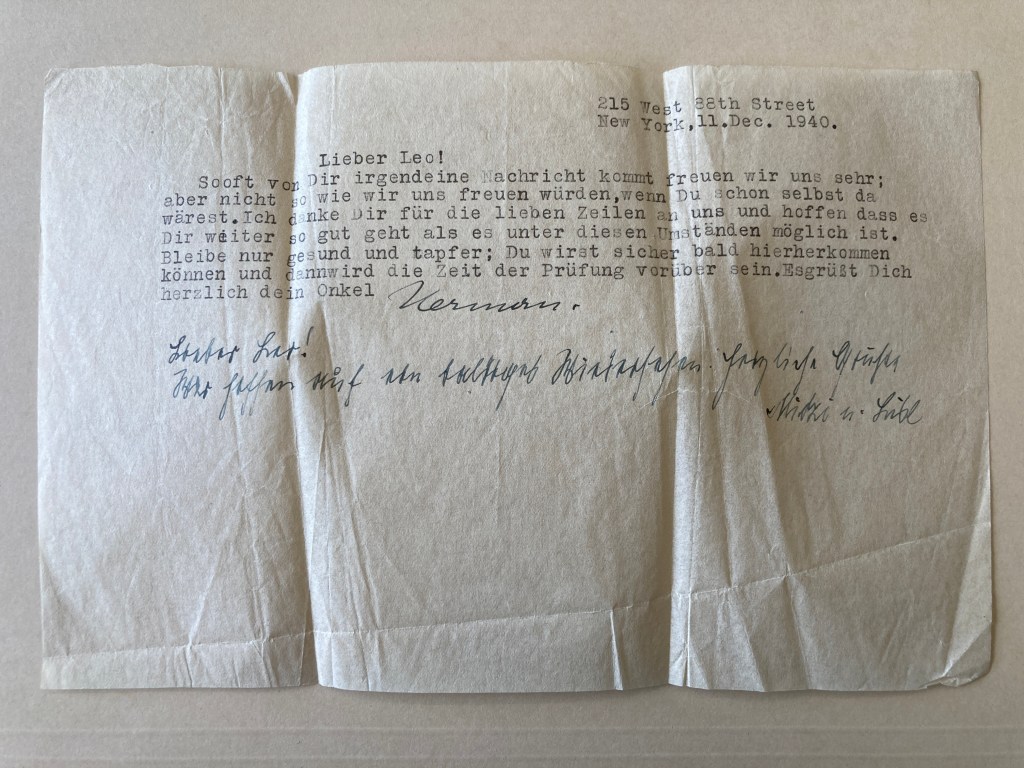 215 West 88th Street
New York,11.Dec. 1940.
Lieber Leo!
Sooft von Dir irgendeine Nachricht kommt freuen wir uns sehr;
aber nicht so wie wir uns freuen würden,wenn Du schon selbst da
wärest.Ich danke Dir für die lieben Zeilen an uns und hoffen dass es
Dir weiter so gut geht als es unter diesen Umständen möglich ist.
Bleibe nur gesund und tapfer; Du wirst sicher bald hierherkommen
können und dannwird die Zeit der Prüfung vorüber sein.Esgrüßt Dich
herzlich dein Onkel Herman.
Lieber Leo!
Wir hoffen auf ein baldiges Wiedersehen. Herzliche Grüße
Mitzi u.